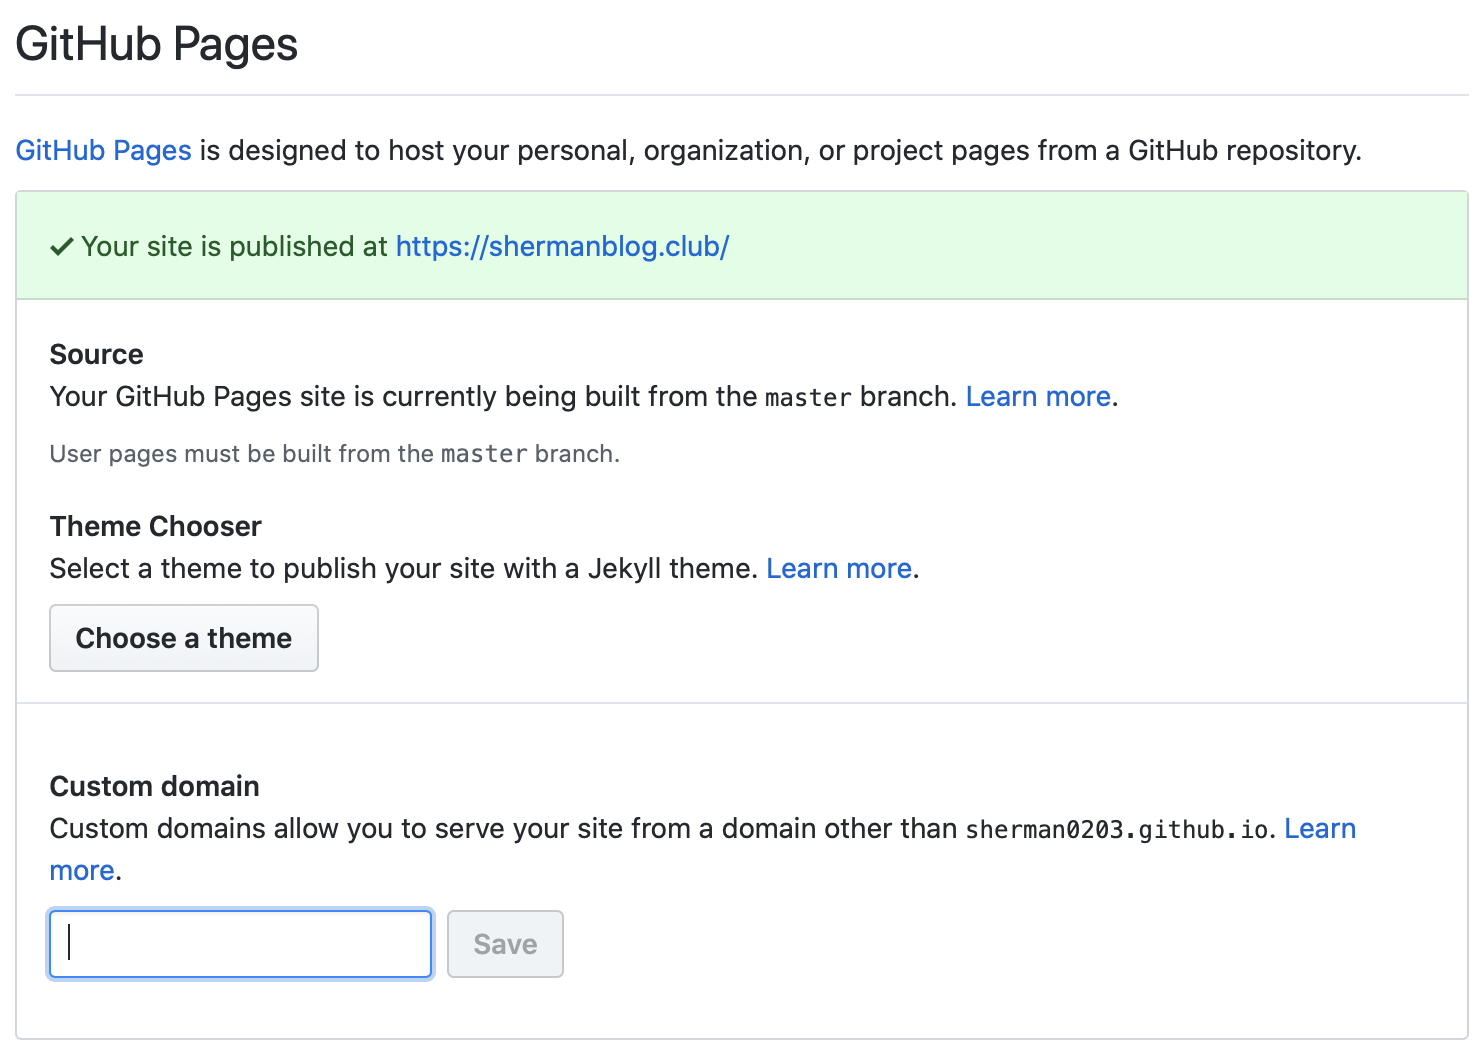 GitHub Pages
GitHub Pages is designed to host your personal, organization, or project pages from a GitHub repository.
Your site is published at https://shermanblog.club/
Source
Your GitHub Pages site is currently being built from the master branch. Learn more.
User pages must be built from the master branch.
Theme Chooser
Select a theme to publish your site with a Jekyll theme. Learn more.
Choose a theme
Custom domain
Custom domains allow you to serve your site from a domain other than sherman0203.github.io. Learn
more.
Save